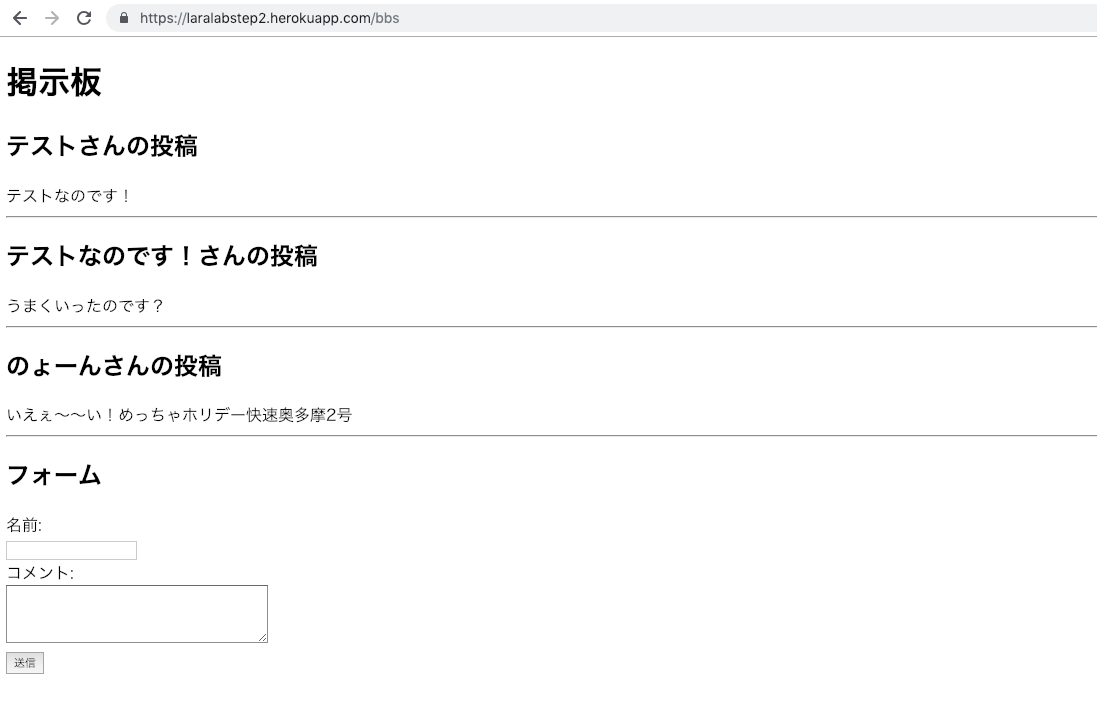 https://laralabstep2.herokuapp.com/bbs
掲示板
テストさんの投稿
テストなのです！
テストなのです！さんの投稿
うまくいったのです？
のょーんさんの投稿
いえぇ〜〜い！めっちゃホリデー快速奥多摩2号
フォーム
名前:
コメント:
送信